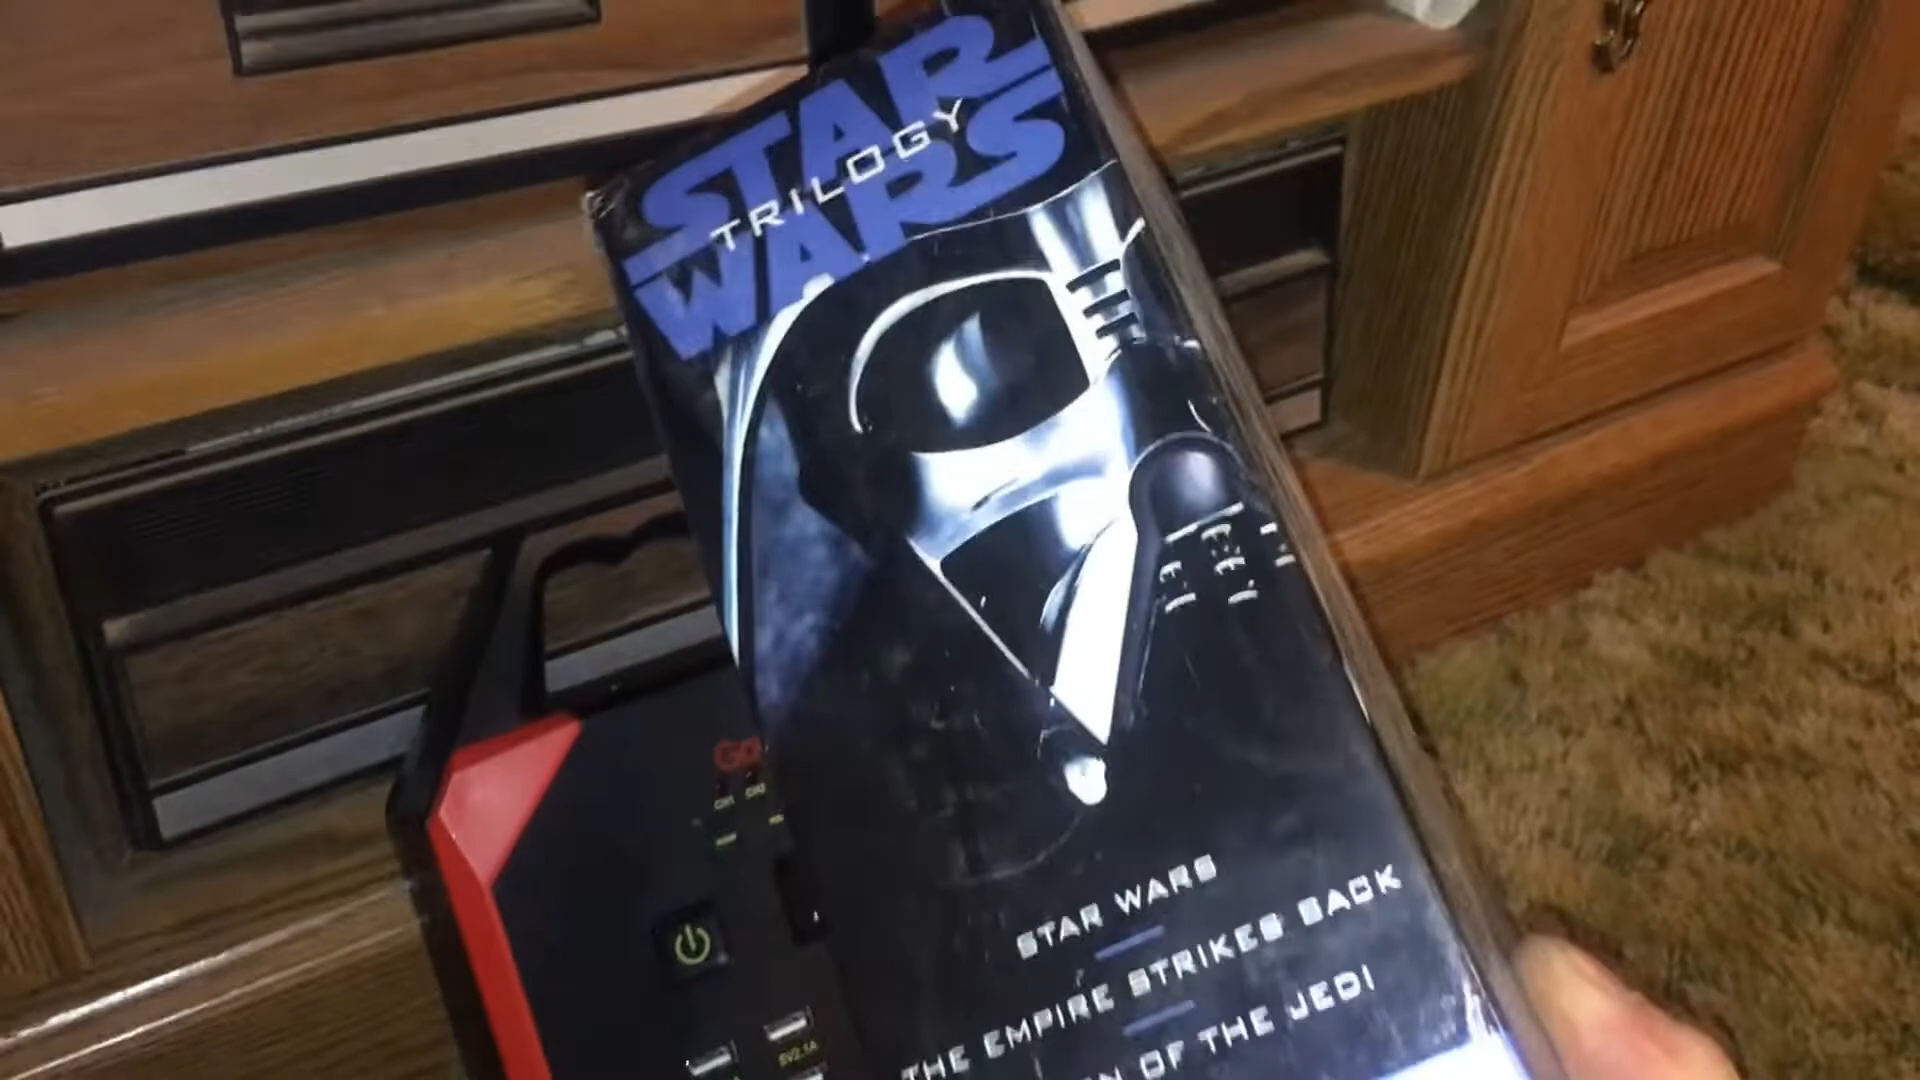 STAR
TRILOGY
WARS
STAR WARS
THE EMPIRE STRIKES BACK
OF THE JEDI
5V2.1A